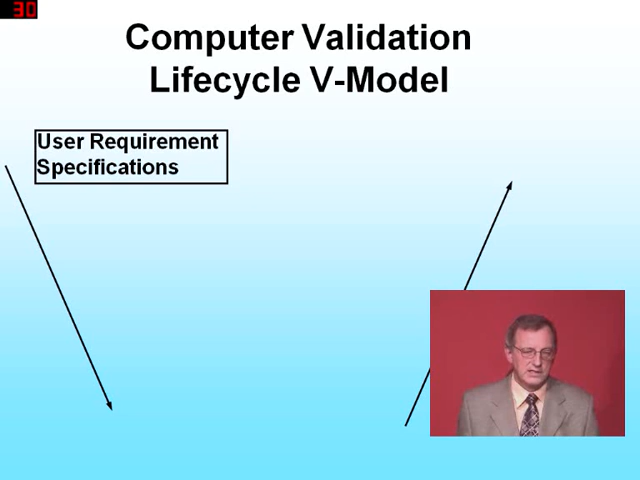 30
Computer Validation
Lifecycle V-Model
User Requirement
Specifications